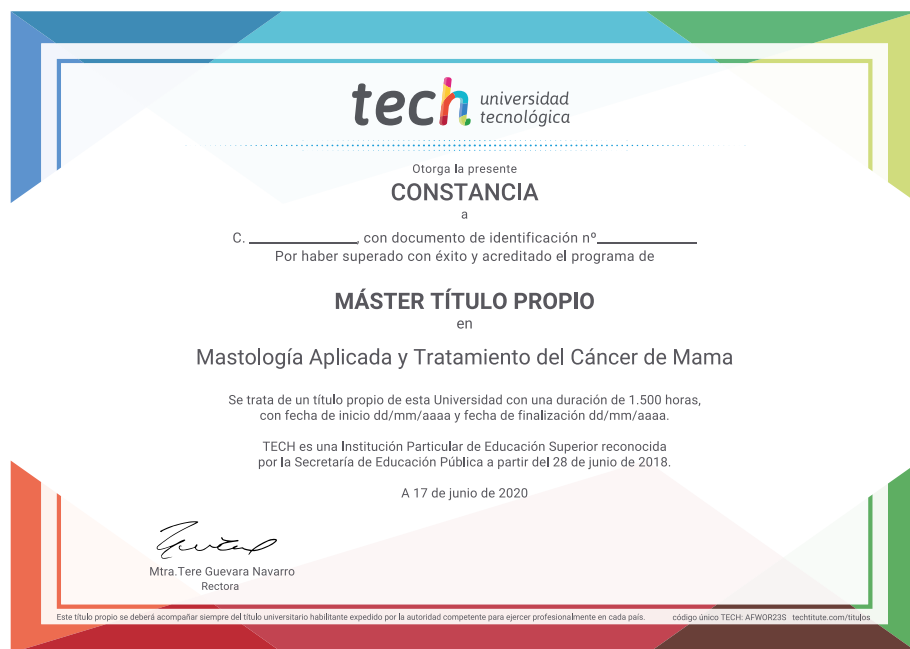 tech universidad
tecnológica
Otorga la presente
CONSTANCIA
a
C. ____________, con documento de identificación nº____________
Por haber superado con éxito y acreditado el programa de
MÁSTER TÍTULO PROPIO
en
Mastología Aplicada y Tratamiento del Cáncer de Mama
Se trata de un título propio de esta Universidad con una duración de 1.500 horas,
con fecha de inicio dd/mm/aaaa y fecha de finalización dd/mm/aaaa.
TECH es una Institución Particular de Educación Superior reconocida
por la Secretaría de Educación Pública a partir del 28 de junio de 2018.
A 17 de junio de 2020
Mtra.Tere Guevara Navarro
Rectora
Este título propio se deberá acompañar siempre del título universitario habilitante expedido por la autoridad competente para ejercer profesionalmente en cada país. código único TECH: AFWOR23S techtitute.com/titulos